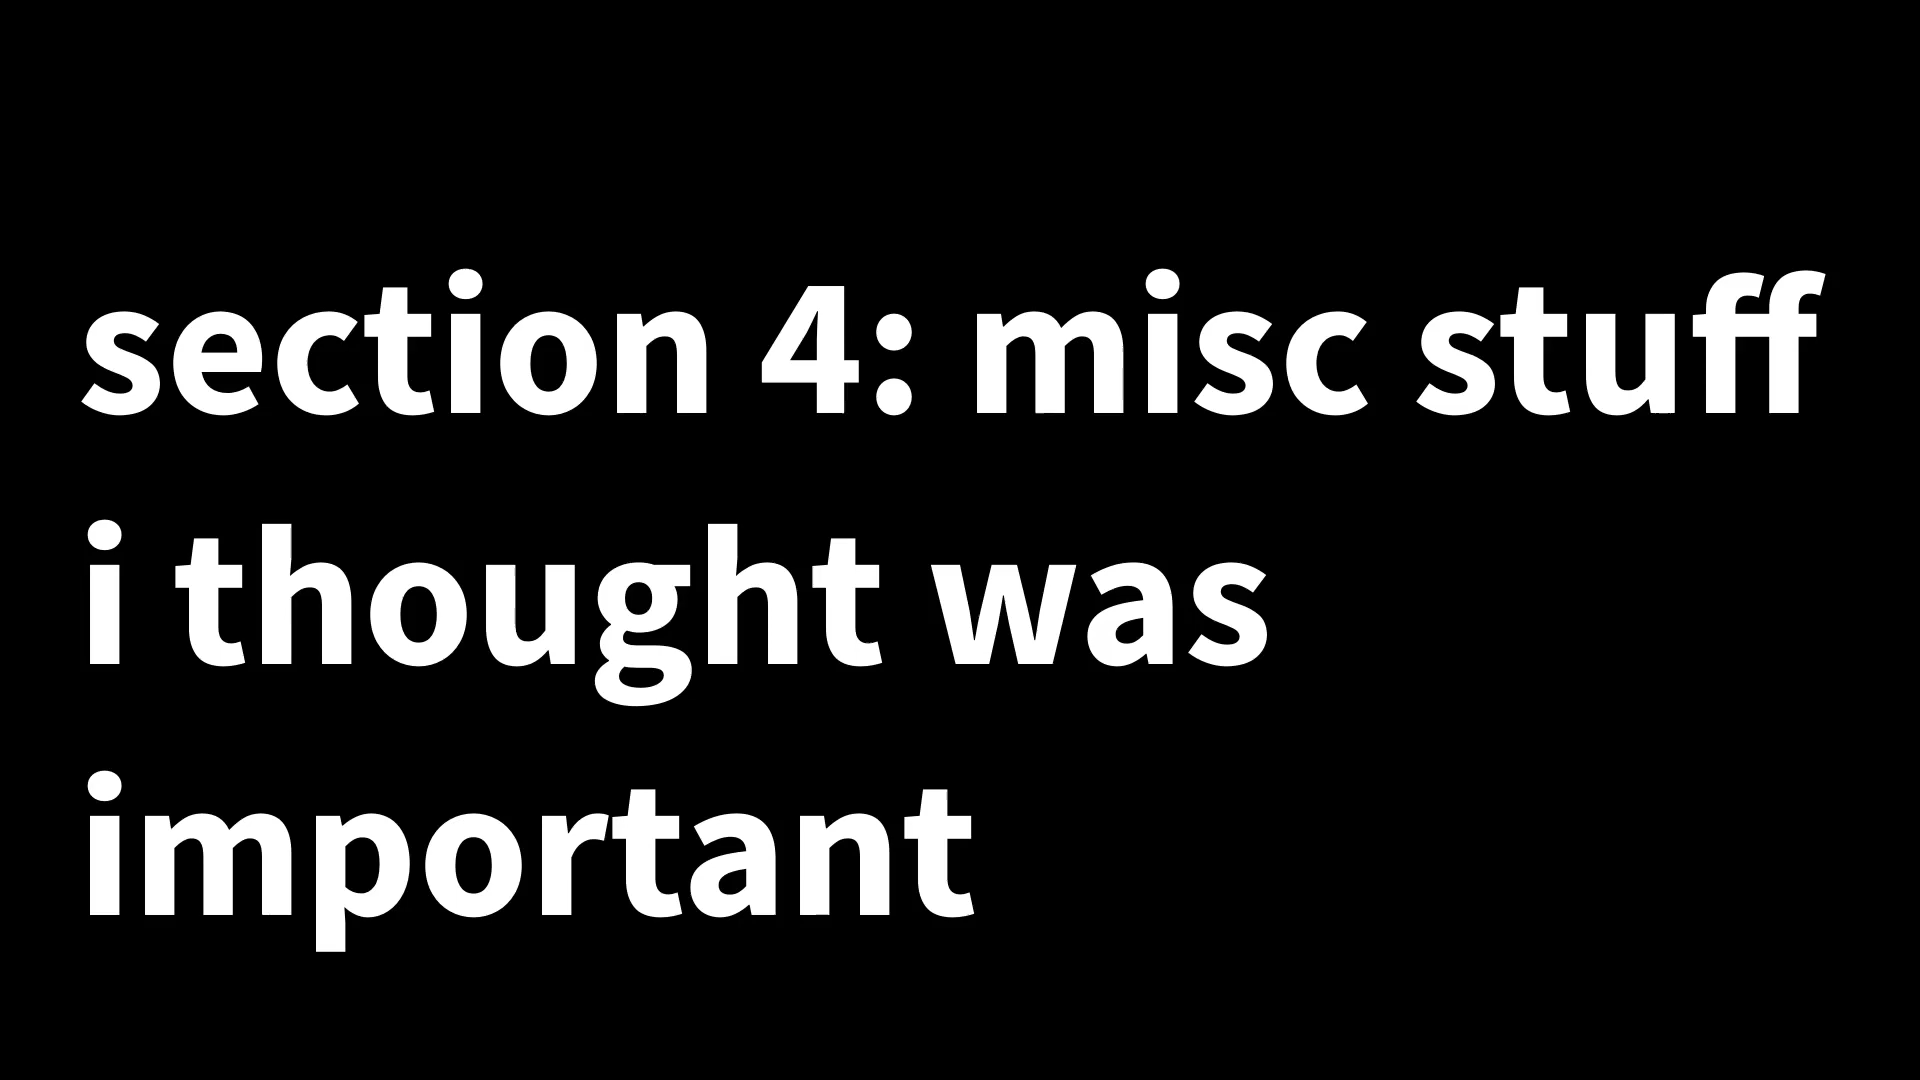 section 4: misc stuff
i thought was
important